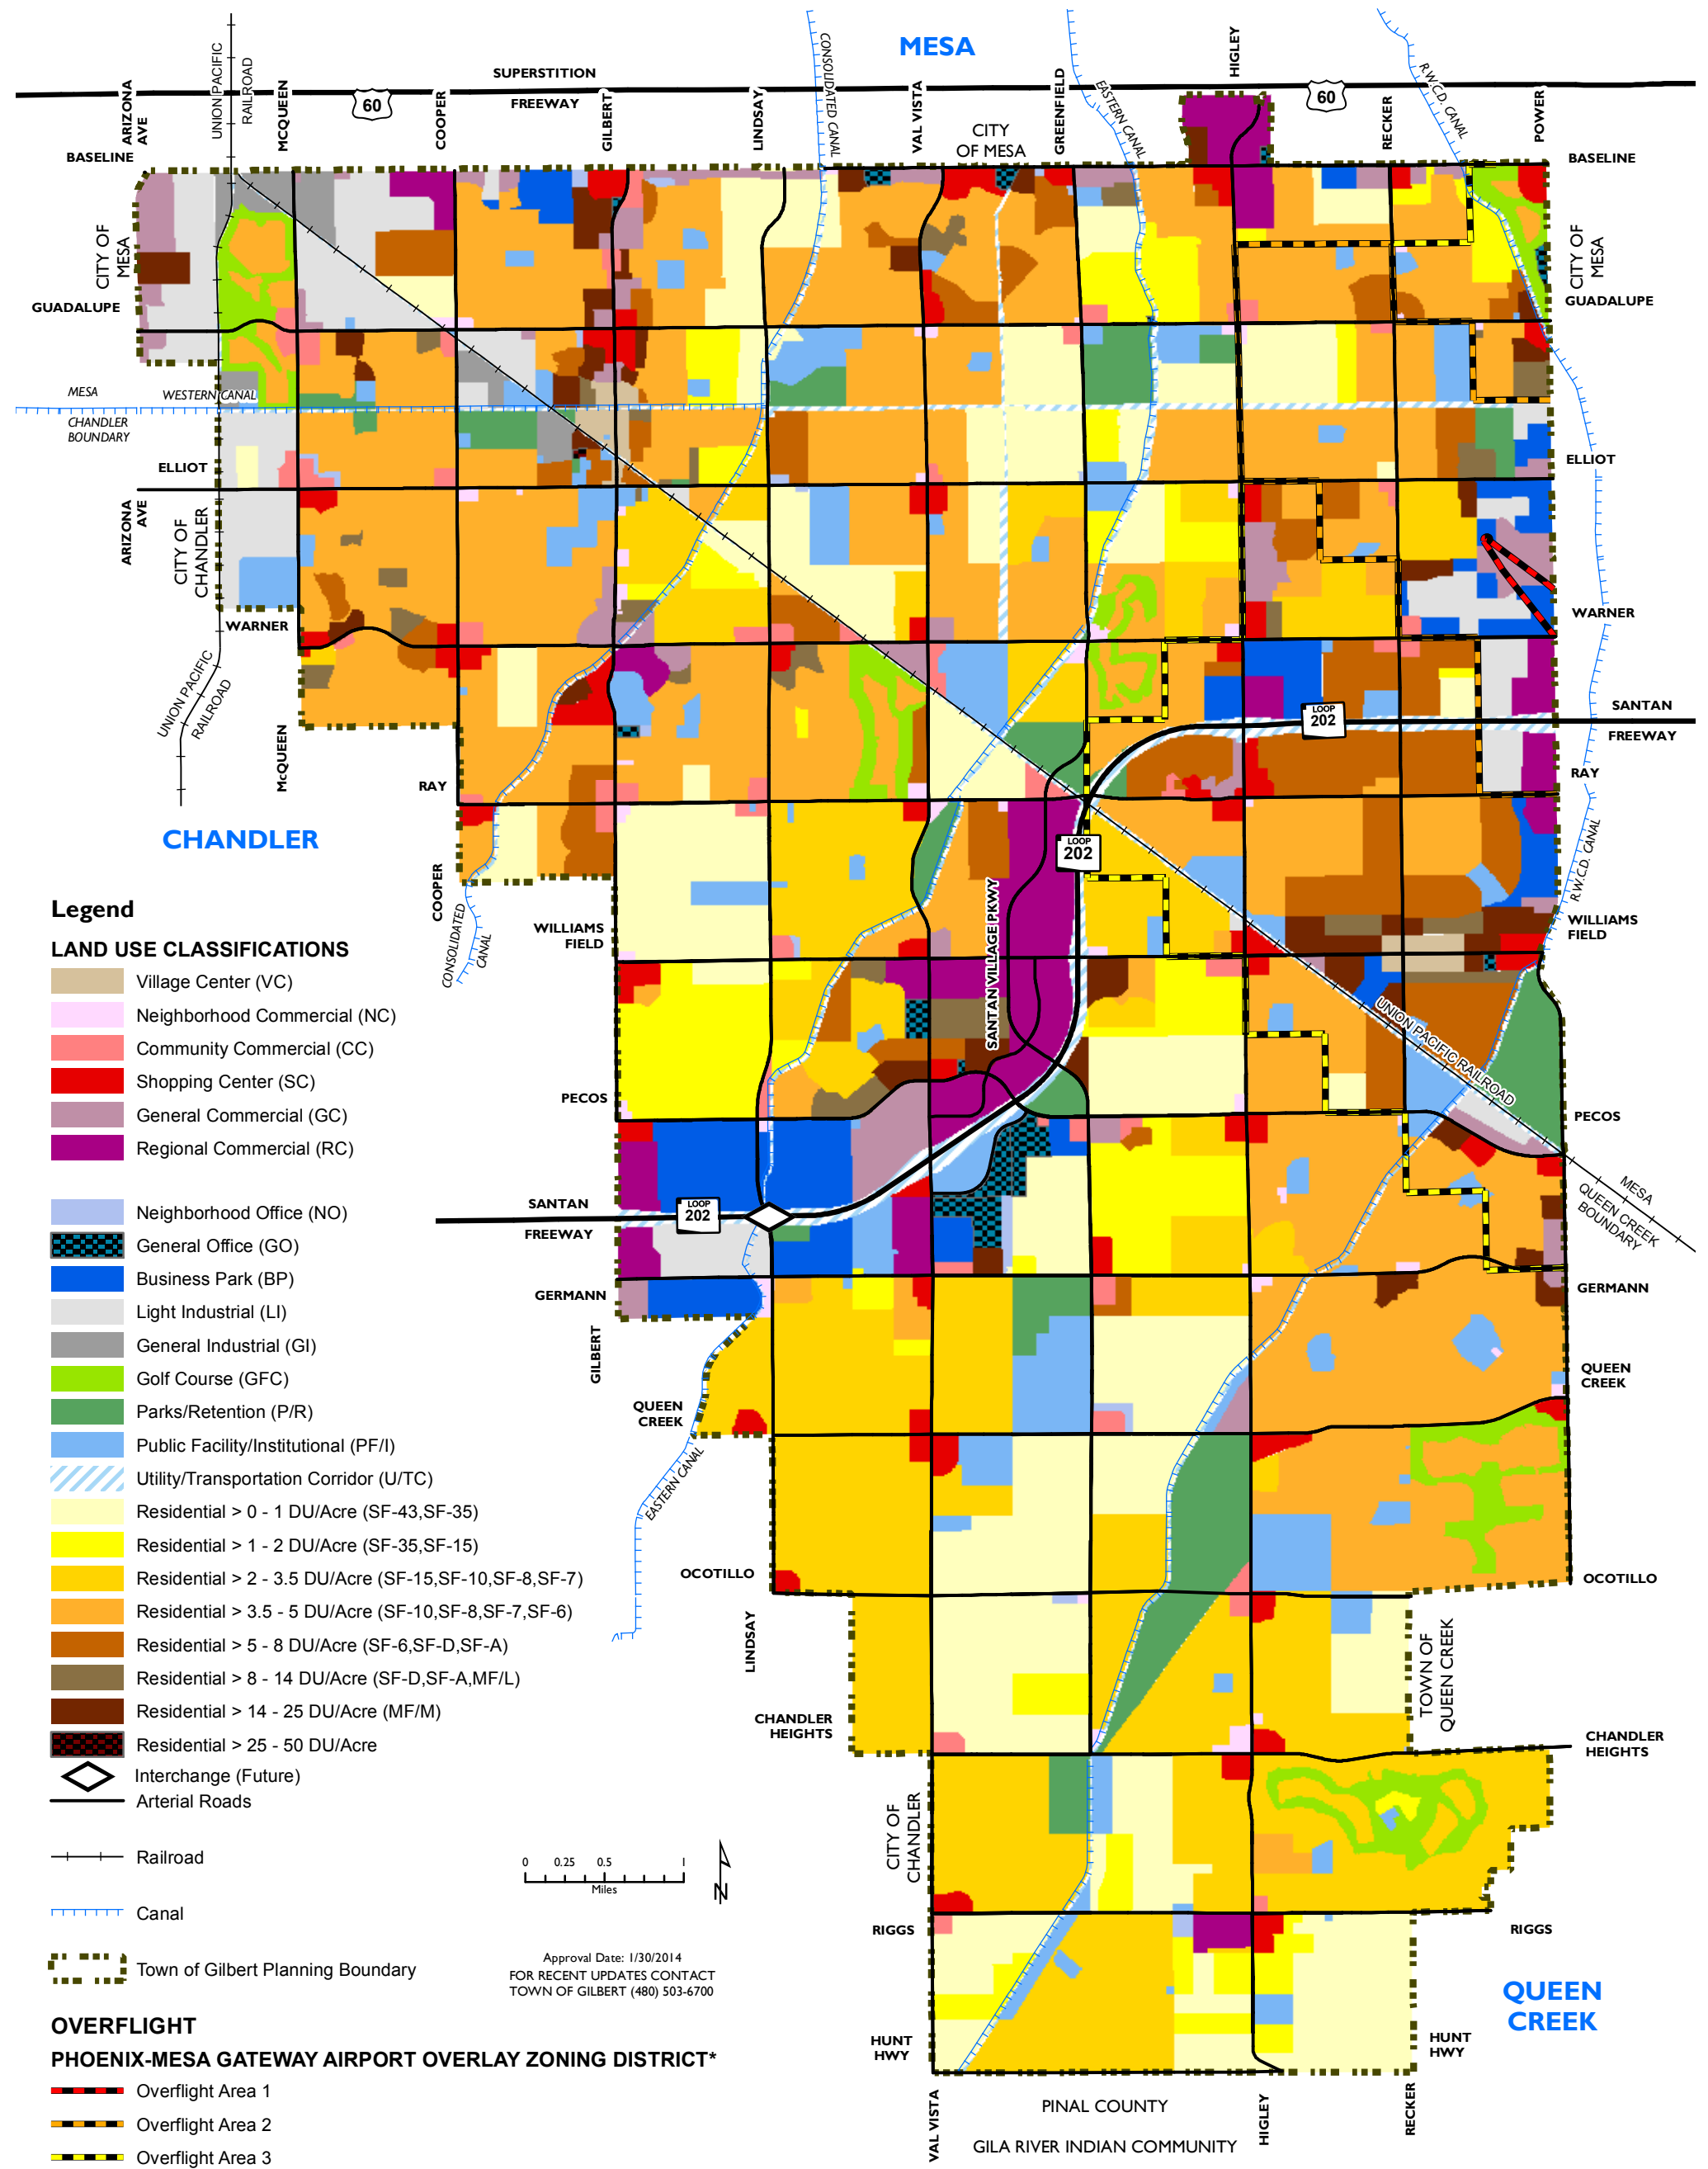 MESA
SUPERSTITION
FREEWAY
60
60
ARIZONA
AVE
UNION PACIFIC
RAILROAD
MCQUEEN
COOPER
GILBERT
LINDSAY
CONSOLIDATED CANAL
VAL VISTA
CITY
OF MESA
GREENFIELD
EASTERN CANAL
HIGLEY
RECKER
R.W.C.D. CANAL
POWER
BASELINE
BASELINE
CITY OF
MESA
CITY OF
MESA
GUADALUPE
GUADALUPE
MESA
WESTERN CANAL
CHANDLER
BOUNDARY
ELLIOT
ELLIOT
ARIZONA
AVE
CITY OF
CHANDLER
WARNER
WARNER
UNION PACIFIC
RAILROAD
McQUEEN
SANTAN
FREEWAY
LOOP
202
RAY
RAY
CHANDLER
LOOP
202
COOPER
CONSOLIDATED
CANAL
R.W.C.D. CANAL
WILLIAMS
FIELD
WILLIAMS
FIELD
SANTAN VILLAGE PKWY
UNION PACIFIC RAILROAD
PECOS
PECOS
MESA
QUEEN CREEK
BOUNDARY
SANTAN
FREEWAY
LOOP
202
GERMANN
GERMANN
GILBERT
QUEEN
CREEK
QUEEN
CREEK
EASTERN CANAL
OCOTILLO
OCOTILLO
LINDSAY
TOWN OF
QUEEN CREEK
CHANDLER
HEIGHTS
CHANDLER
HEIGHTS
CITY OF
CHANDLER
RIGGS
RIGGS
QUEEN
CREEK
HUNT
HWY
HUNT
HWY
VAL VISTA
PINAL COUNTY
GILA RIVER INDIAN COMMUNITY
HIGLEY
RECKER
Legend
LAND USE CLASSIFICATIONS
Village Center (VC)
Neighborhood Commercial (NC)
Community Commercial (CC)
Shopping Center (SC)
General Commercial (GC)
Regional Commercial (RC)
Neighborhood Office (NO)
General Office (GO)
Business Park (BP)
Light Industrial (LI)
General Industrial (GI)
Golf Course (GFC)
Parks/Retention (P/R)
Public Facility/Institutional (PF/I)
Utility/Transportation Corridor (U/TC)
Residential > 0 - 1 DU/Acre (SF-43,SF-35)
Residential > 1 - 2 DU/Acre (SF-35,SF-15)
Residential > 2 - 3.5 DU/Acre (SF-15,SF-10,SF-8,SF-7)
Residential > 3.5 - 5 DU/Acre (SF-10,SF-8,SF-7,SF-6)
Residential > 5 - 8 DU/Acre (SF-6,SF-D,SF-A)
Residential > 8 - 14 DU/Acre (SF-D,SF-A,MF/L)
Residential > 14 - 25 DU/Acre (MF/M)
Residential > 25 - 50 DU/Acre
Interchange (Future)
Arterial Roads
Railroad
Canal
Town of Gilbert Planning Boundary
OVERFLIGHT
PHOENIX-MESA GATEWAY AIRPORT OVERLAY ZONING DISTRICT*
Overflight Area 1
Overflight Area 2
Overflight Area 3
0 0.25 0.5 1
Miles
N
Approval Date: 1/30/2014
FOR RECENT UPDATES CONTACT
TOWN OF GILBERT (480) 503-6700